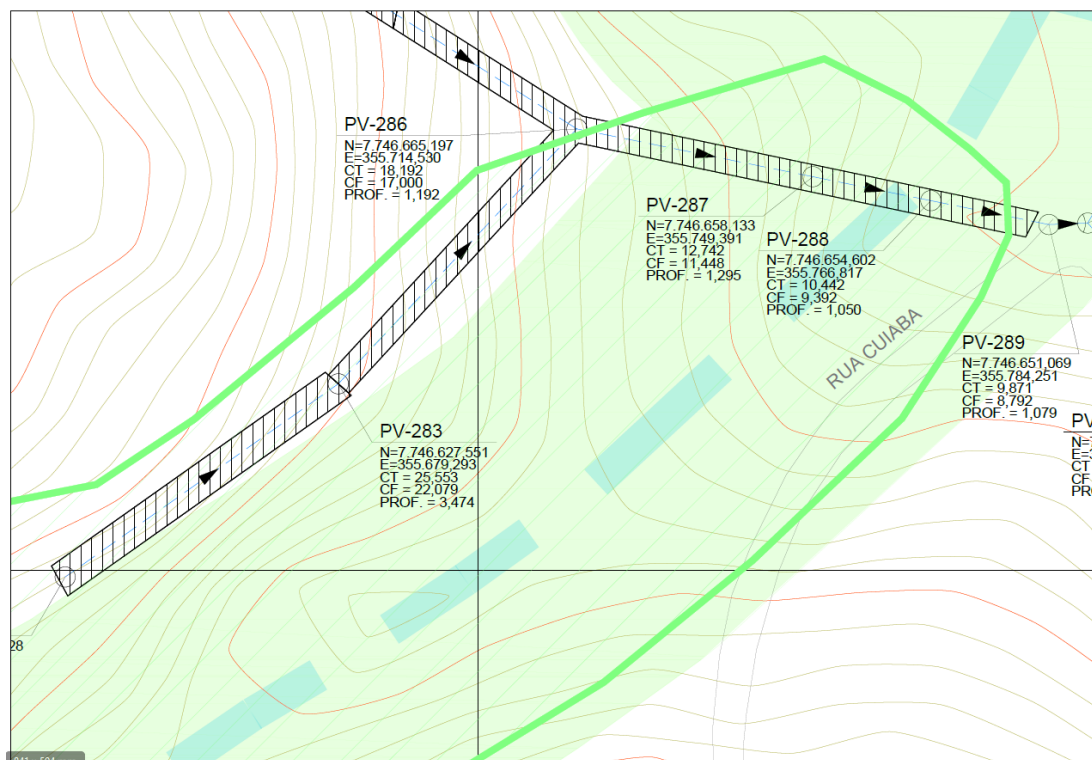 PV-286
N=7.746.665,197
E=355.714,530
CT = 18,192
CF = 17,000
PROF. = 1,192
PV-287
N=7.746.658,133
E=355.749,391
CT = 12,742
CF = 11,448
PROF. = 1,295
PV-288
N=7.746.654,602
E=355.766,817
CT = 10,442
CF = 9,392
PROF. = 1,050
RUA CUIABA
PV-289
N=7.746.651,069
E=355.784,251
CT = 9,871
CF = 8,792
PROF. = 1,079
PV-283
N=7.746.627,551
E=355.679,293
CT = 25,553
CF = 22,079
PROF. = 3,474
PV
N=
E=
CT
CF
28